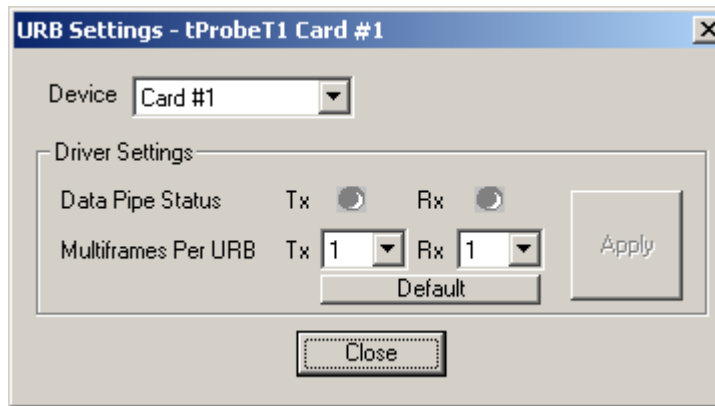 URB Settings - tProbeT1 Card #1
Device Card #1
Driver Settings
Data Pipe Status Tx Rx
Multiframes Per URB Tx 1 Rx 1
Apply
Default
Close